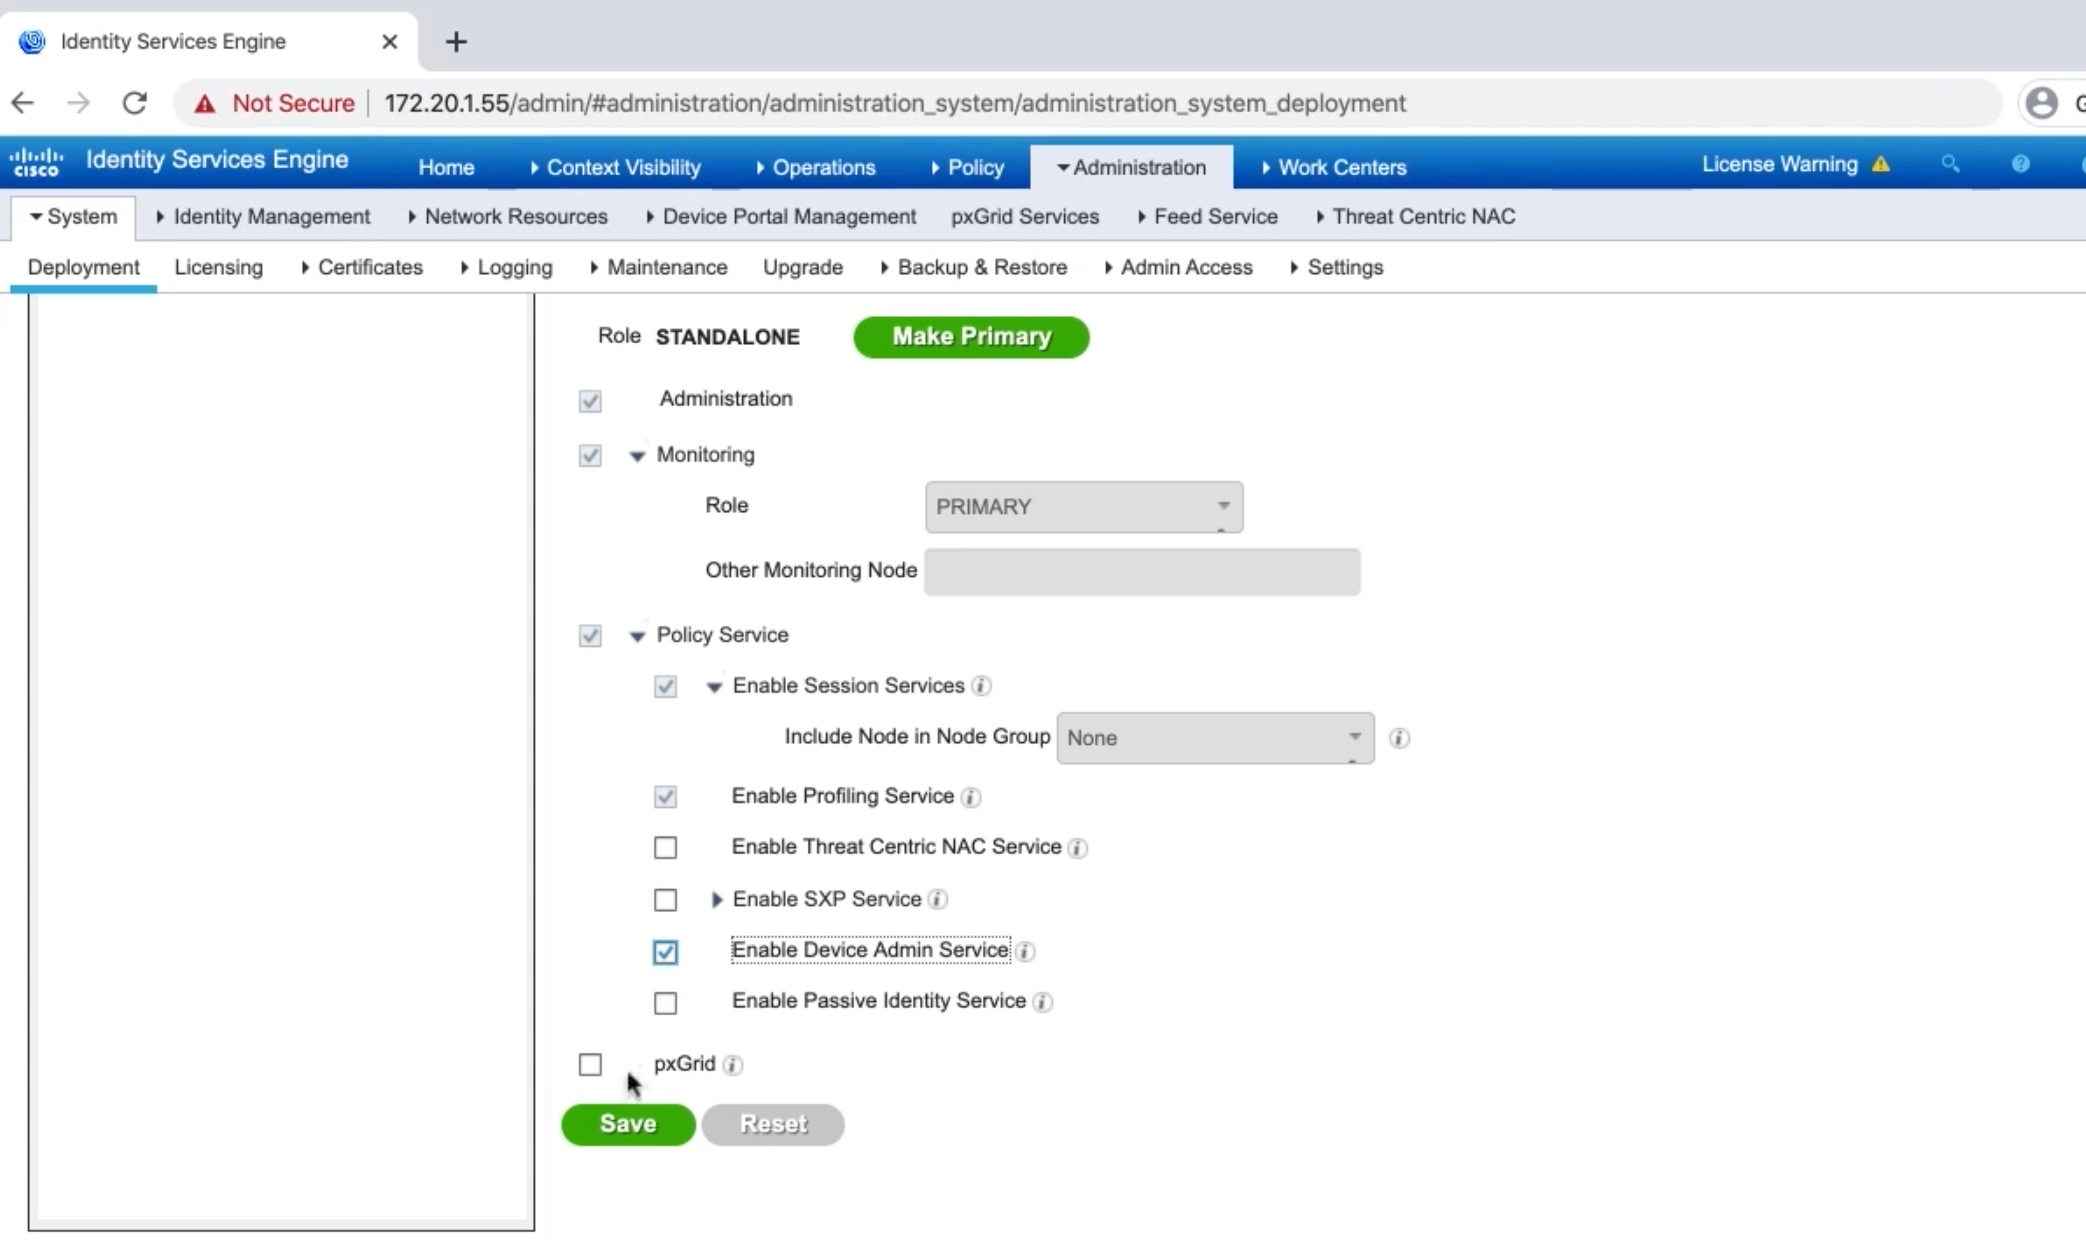 Identity Services Engine
Not Secure 172.20.1.55/admin/#administration/administration_system/administration_system_deployment
cisco Identity Services Engine Home Context Visibility Operations Policy Administration Work Centers License Warning
System Identity Management Network Resources Device Portal Management pxGrid Services Feed Service Threat Centric NAC
Deployment Licensing Certificates Logging Maintenance Upgrade Backup & Restore Admin Access Settings
Role STANDALONE Make Primary
Administration
Monitoring
Role PRIMARY
Other Monitoring Node
Policy Service
Enable Session Services
Include Node in Node Group None
Enable Profiling Service
Enable Threat Centric NAC Service
Enable SXP Service
Enable Device Admin Service
Enable Passive Identity Service
pxGrid
Save Reset